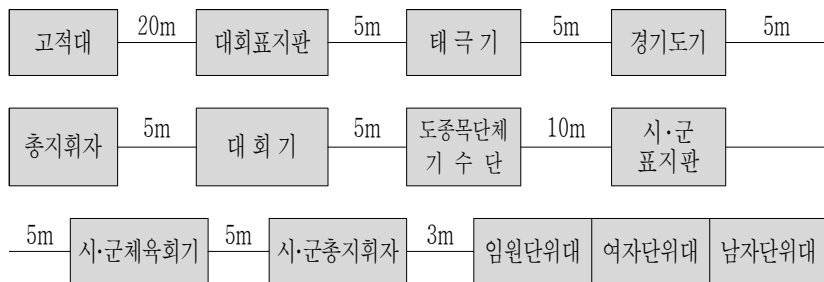 고적대 20m 대회표지판 5m 태 극 기 5m 경기도기 5m
총지휘자 5m 대 회 기 5m 도종목단체 기 수 단 10m 시·군 표지판
5m 시·군체육회기 5m 시·군총지휘자 3m 임원단위대 여자단위대 남자단위대